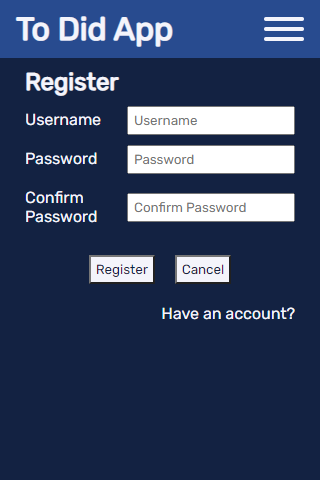 To Did App
Register
Username Username
Password Password
Confirm Password Confirm Password
Register Cancel
Have an account?